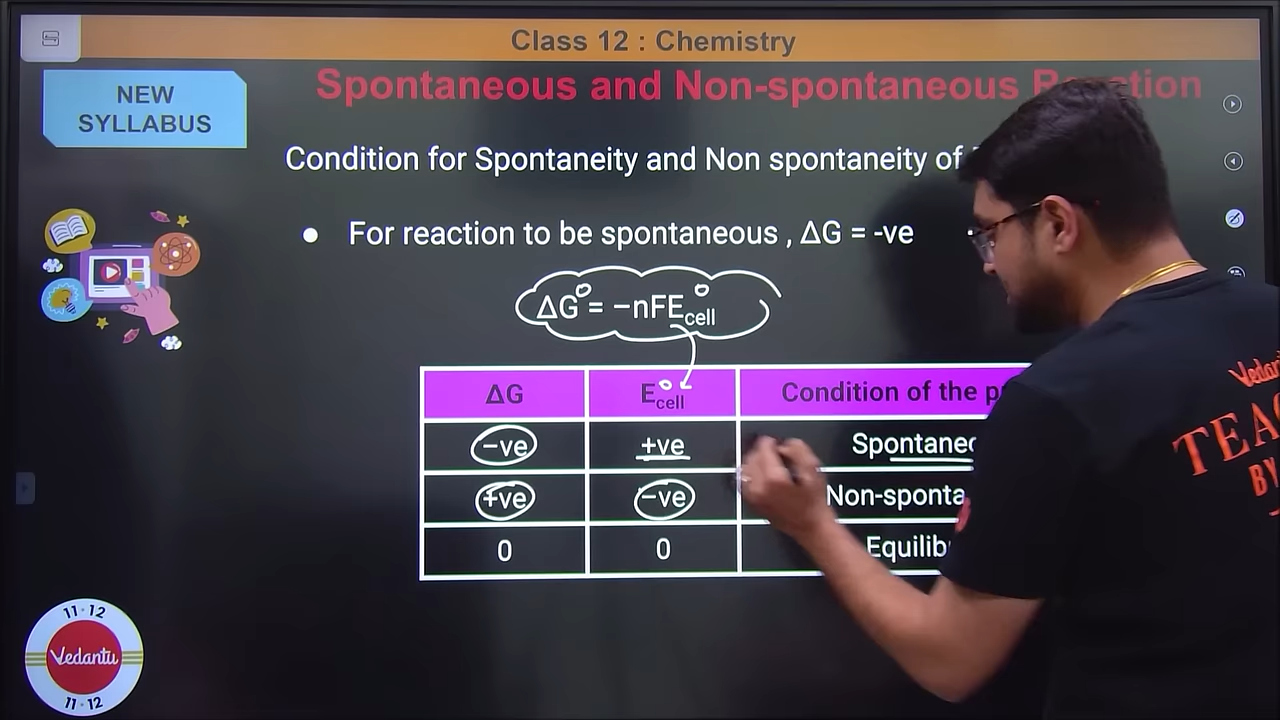 Class 12 : Chemistry
NEW
SYLLABUS
Spontaneous and Non-spontaneous
Condition for Spontaneity and Non spontaneity of
● For reaction to be spontaneous , ΔG = -ve
ΔG° = −nFE°cell
ΔG E°cell Condition of the
−ve +ve
+ve −ve
0 0
11-12
Vedantu
11-12
TEA
BY